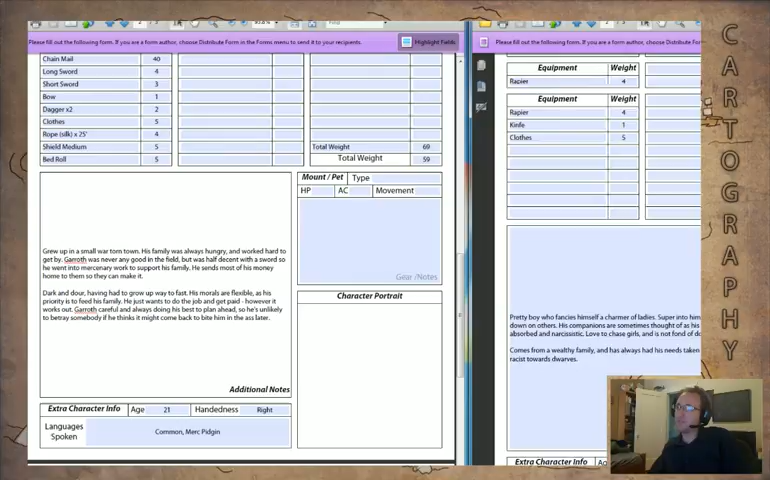 Please fill out the following form. If you are a form author, choose Distribute Form in the Forms menu to send it to your recipients.
Highlight Fields
Chain Mail 40
Long Sword 4
Short Sword 3
Bow 1
Dagger x2 2
Clothes 5
Rope (silk) x 25' 4
Shield Medium 5
Bed Roll 5
Total Weight 69
Total Weight 59
Grew up in a small war torn town. His family was always hungry, and worked hard to
get by. Garroth was never any good in the field, but was half decent with a sword so
he went into mercenary work to support his family. He sends most of his money
home to them so they can make it.
Dark and dour, having had to grow up way to fast. His morals are flexible, as his
priority is to feed his family. He just wants to do the job and get paid - however it
works out. Garroth careful and always doing his best to plan ahead, so he's unlikely
to betray somebody if he thinks it might come back to bite him in the ass later.
Additional Notes
Mount / Pet Type
HP AC Movement
Gear /Notes
Character Portrait
Extra Character Info Age 21 Handedness Right
Languages
Spoken
Common, Merc Pidgin
Please fill out the following form. If you are a form author, choose Distribute For
Equipment Weight
Rapier 4
Equipment Weight
Rapier 4
Kinfe 1
Clothes 5
Pretty boy who fancies himself a charmer of ladies. Super into him
down on others. His companions are sometimes thought of as his
absorbed and narcissistic. Love to chase girls, and is not fond of do
Comes from a wealthy family, and has always had his needs taken
racist towards dwarves.
Extra Character Info Ag
CARTOGRAPHY